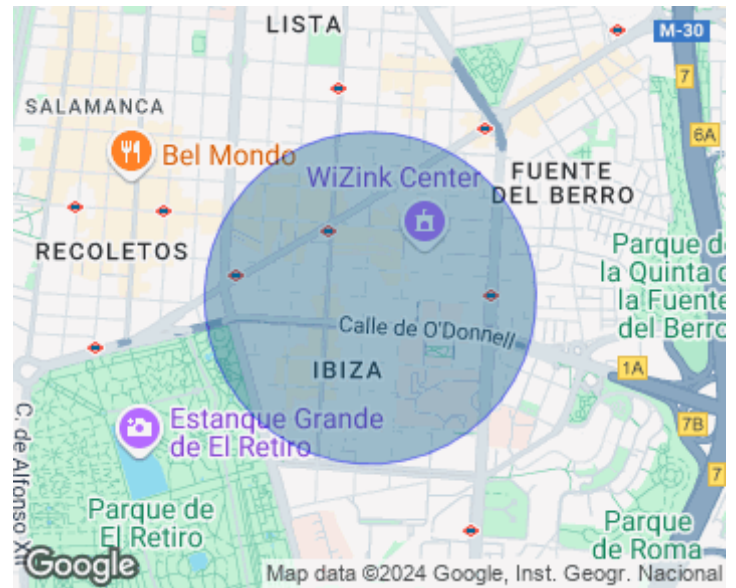 LISTA
M-30
7
SALAMANCA
6A
Bel Mondo
WiZink Center
FUENTE
DEL BERRO
RECOLETOS
Parque d
la Quinta d
la Fuente
del Berro
Calle de O'Donnell
IBIZA
1A
C. de Alfonso XII
Estanque Grande
de El Retiro
7B
7
Parque de
El Retiro
Parque
de Roma
Google
Map data ©2024 Google, Inst. Geogr. Nacional